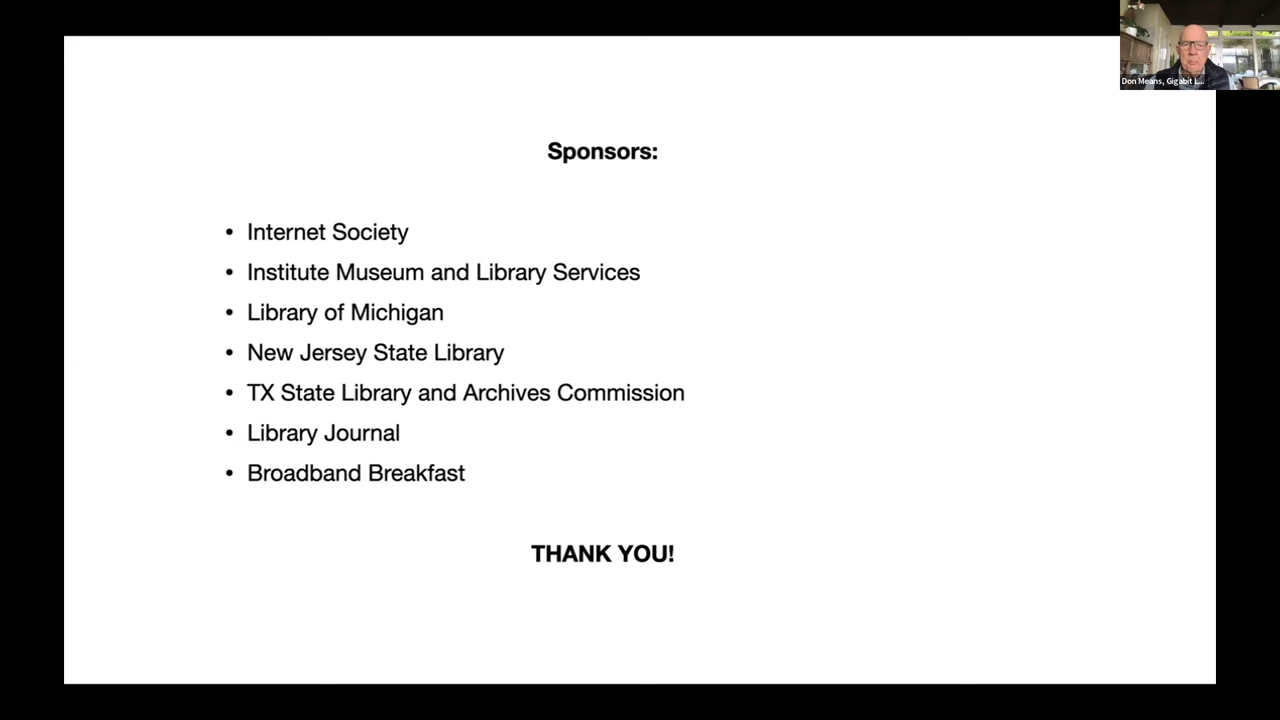 Don Means, Gigabit L...
Sponsors:
• Internet Society
• Institute Museum and Library Services
• Library of Michigan
• New Jersey State Library
• TX State Library and Archives Commission
• Library Journal
• Broadband Breakfast
THANK YOU!